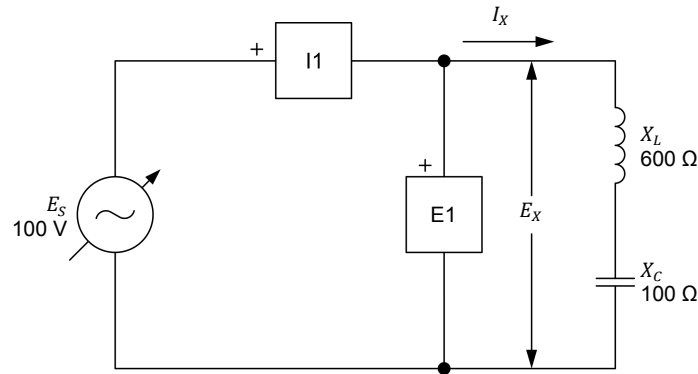 I_X
+ I1
X_L
600 Ω
+
E_S
100 V
E1
E_X
X_C
100 Ω